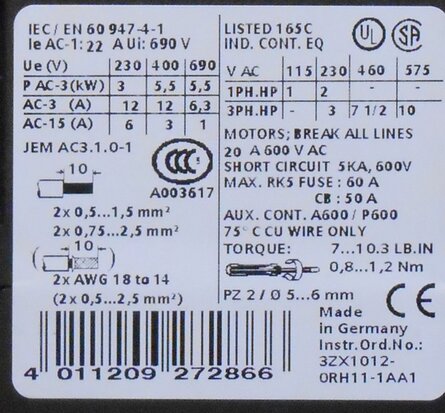 IEC/ EN 60 947-4-1
Ie AC-1: 22 A Ui: 690 V
Ue (V) 230 400 690
P AC-3 (kW) 3 5,5 5,5
AC-3 (A) 12 12 6,3
AC-15 (A) 6 3 1
JEM AC3.1.0-1
CCC
A003617
10
2x 0,5...1,5 mm²
2x 0,75...2,5 mm²
10
2x AWG 18 to 14
(2x 0,5...2,5 mm²)
4 011209 272866
LISTED 165C
IND. CONT. EQ
UL
SA
V AC 115 230 460 575
1PH.HP 1 2
3PH.HP - 3 7 1/2 10
MOTORS; BREAK ALL LINES
20 A 600 V AC
SHORT CIRCUIT 5KA, 600V
MAX. RK5 FUSE : 60 A
CB : 50 A
AUX. CONT. A600 / P600
75°C CU WIRE ONLY
TORQUE: 7...10.3 LB.IN
0,8...1,2 Nm
PZ 2 / Ø 5...6 mm
CE
Made
in Germany
Instr.Ord.No.:
3ZX1012-
0RH11-1AA1